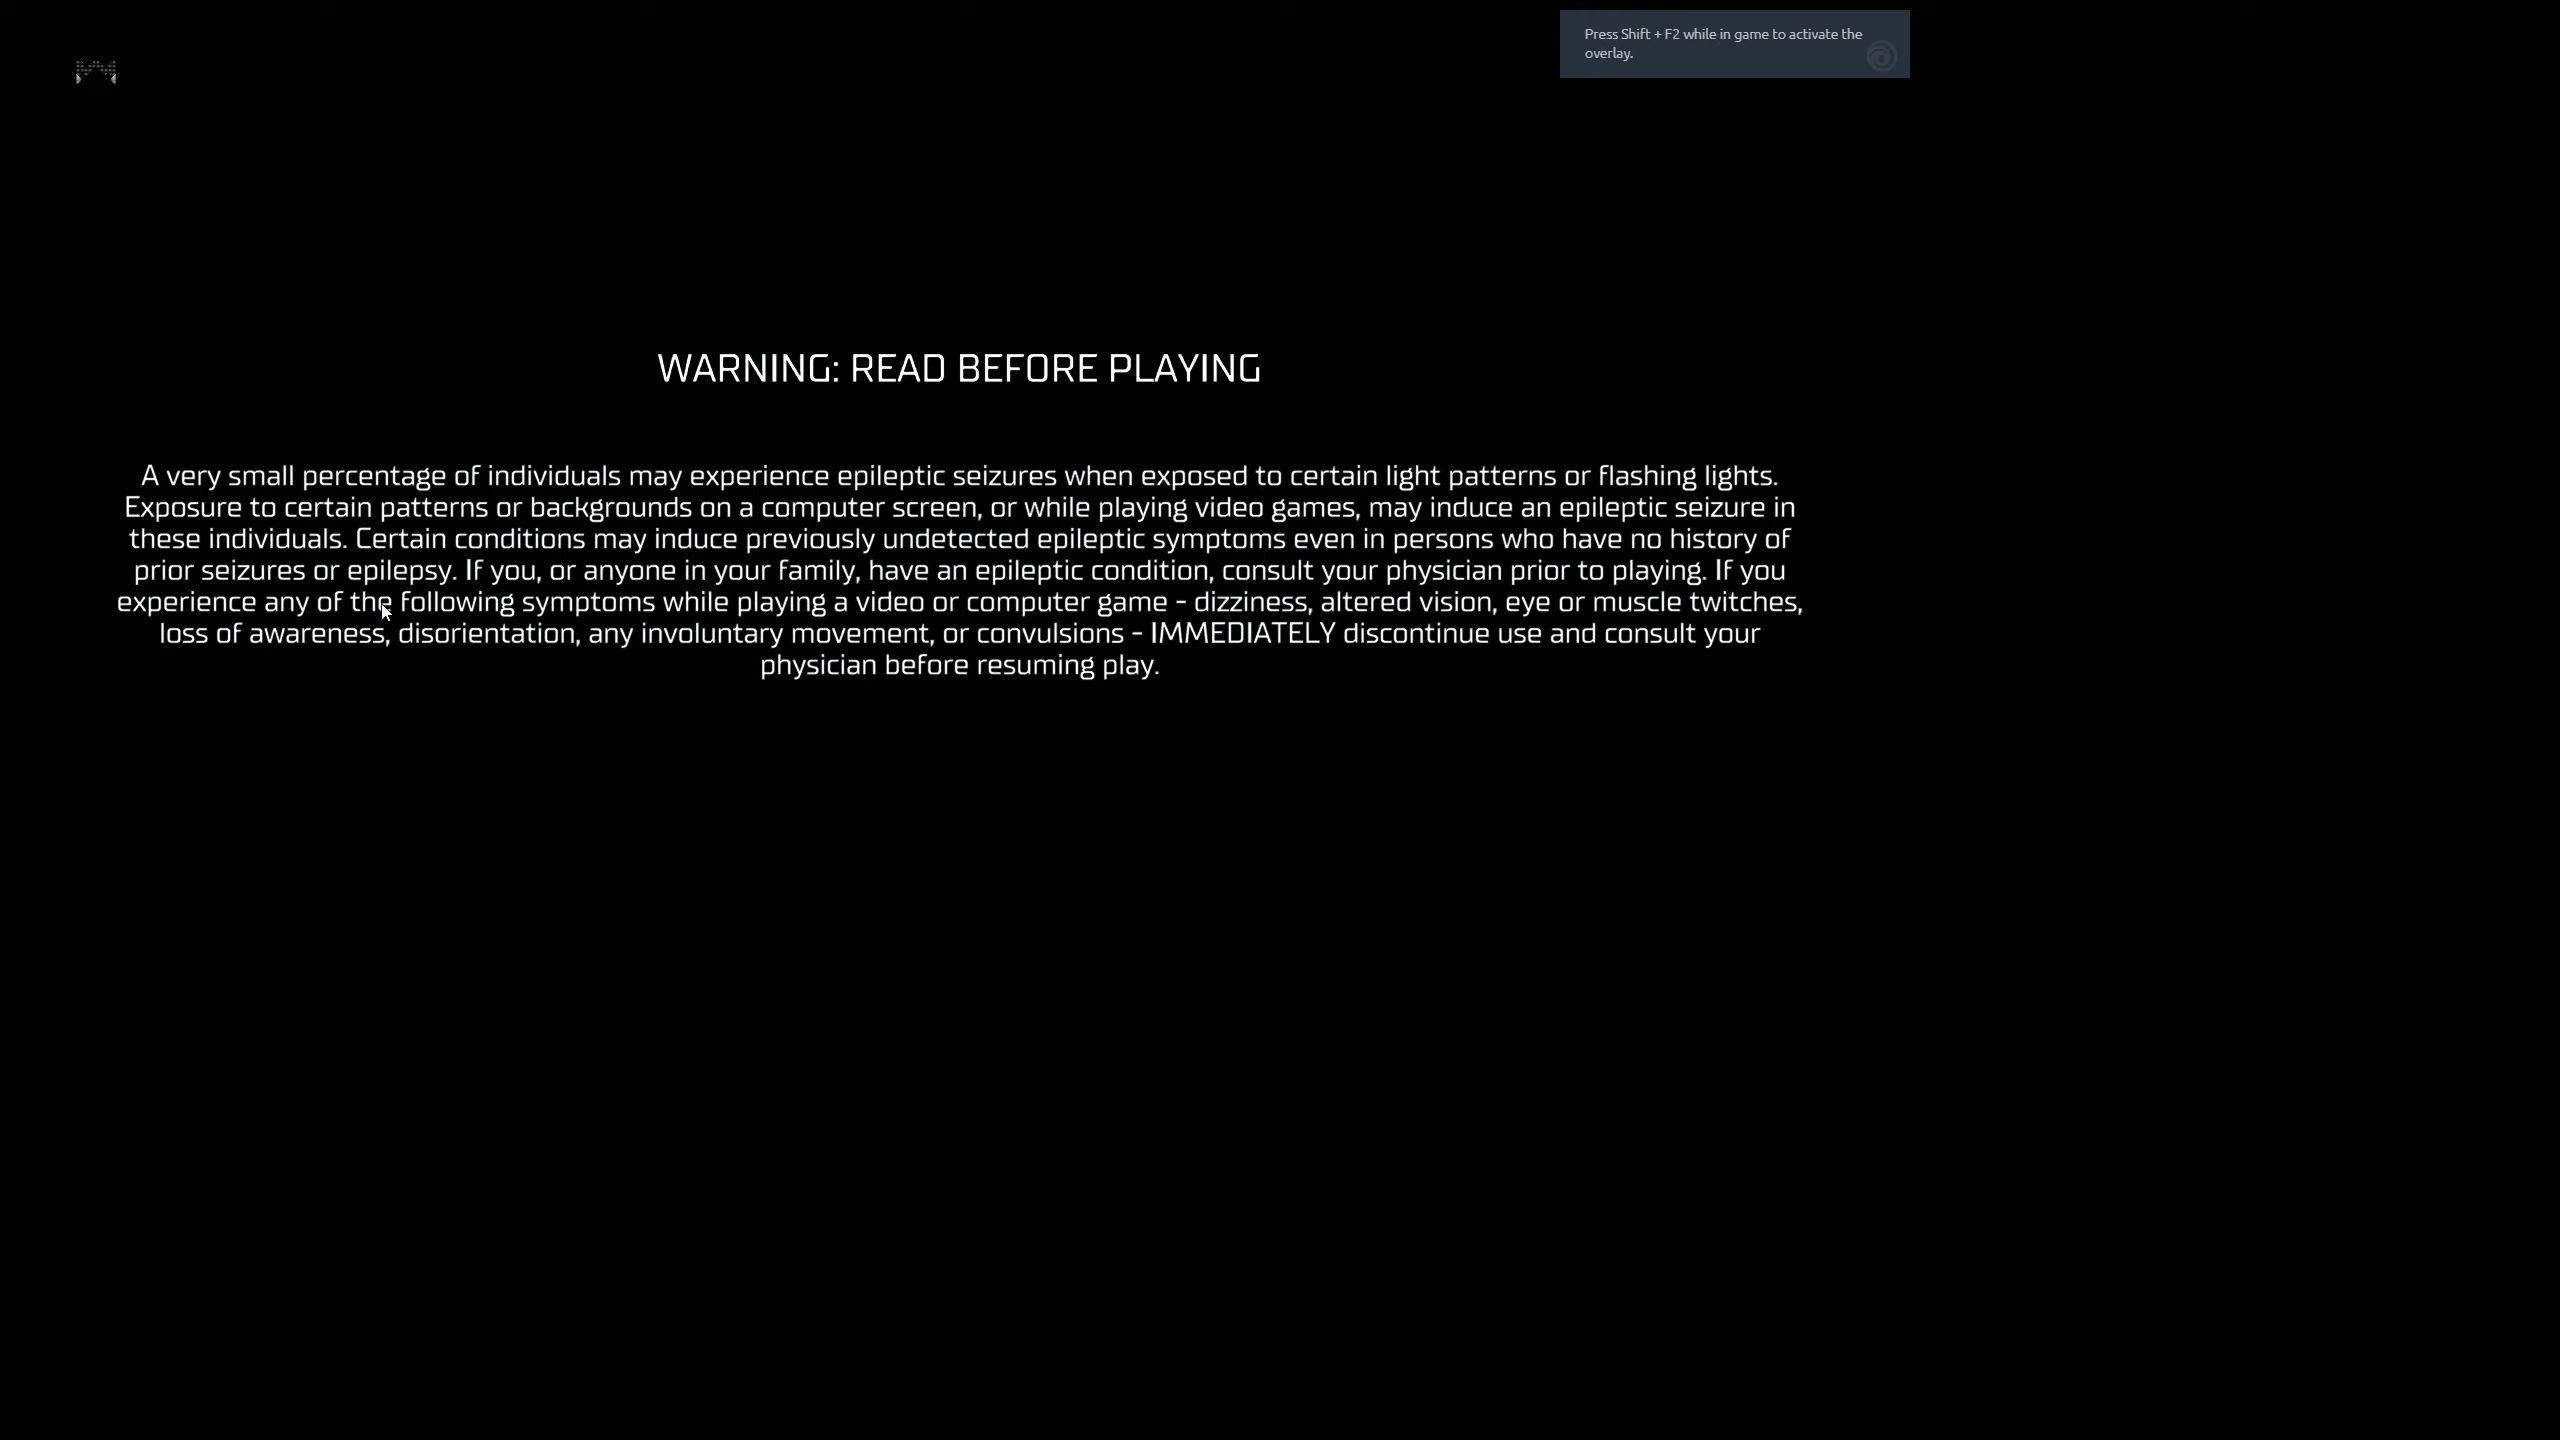 Press Shift + F2 while in game to activate the
overlay.
WARNING: READ BEFORE PLAYING
A very small percentage of individuals may experience epileptic seizures when exposed to certain light patterns or flashing lights.
Exposure to certain patterns or backgrounds on a computer screen, or while playing video games, may induce an epileptic seizure in
these individuals. Certain conditions may induce previously undetected epileptic symptoms even in persons who have no history of
prior seizures or epilepsy. If you, or anyone in your family, have an epileptic condition, consult your physician prior to playing. If you
experience any of the following symptoms while playing a video or computer game - dizziness, altered vision, eye or muscle twitches,
loss of awareness, disorientation, any involuntary movement, or convulsions - IMMEDIATELY discontinue use and consult your
physician before resuming play.